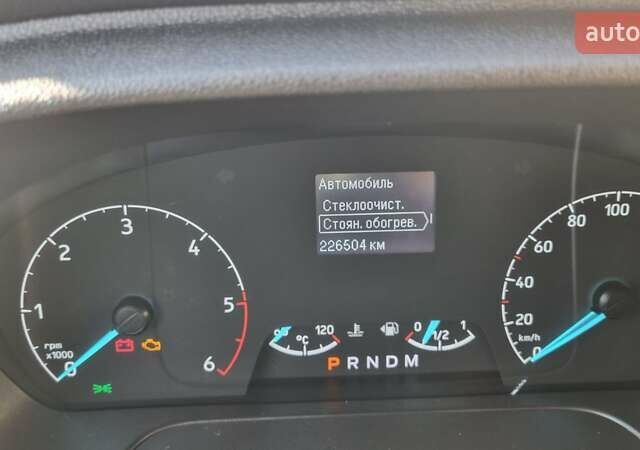 auto
Автомобиль
Стеклоочист.
Стоян. обогрев.
226504 км
0 1 2 3 4 5 6
rpm
x1000
120
°C
0 1/2 1
P R N D M
0 20 40 60 80 100
km/h